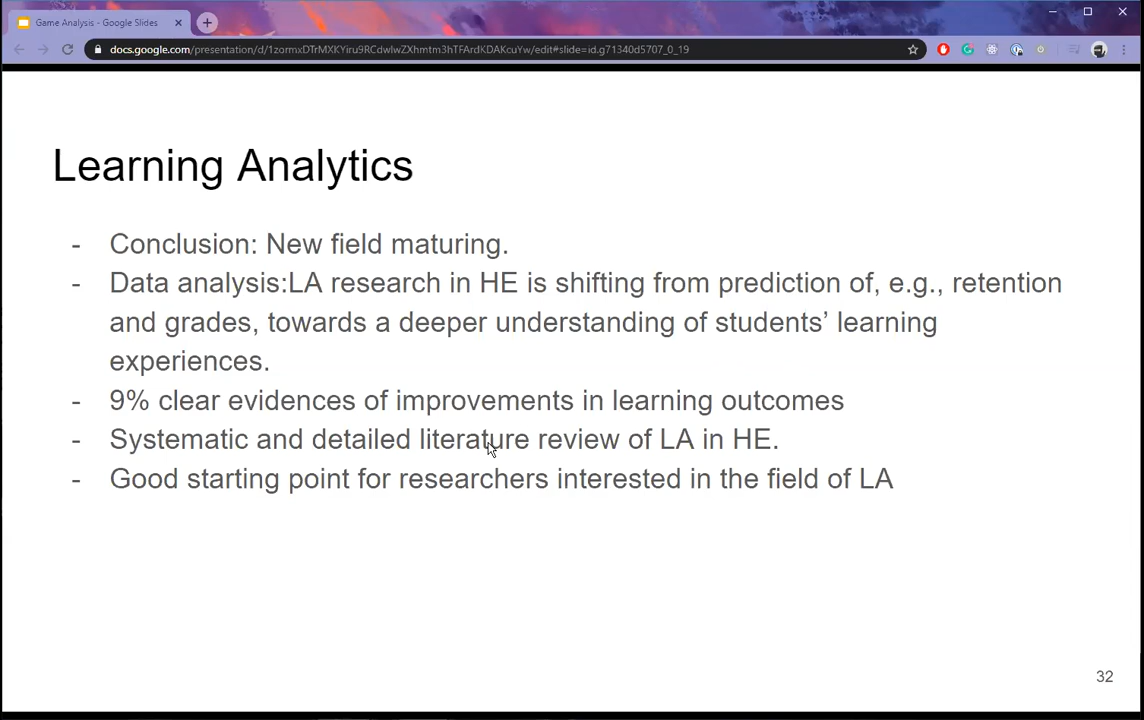 Game Analysis - Google Slides
docs.google.com/presentation/d/1zormxDTrMXKYiru9RCdwlwZXhmtm3hTFArdKDAKcuYw/edit#slide=id.g71340d5707_0_19
Learning Analytics
- Conclusion: New field maturing.
- Data analysis:LA research in HE is shifting from prediction of, e.g., retention
and grades, towards a deeper understanding of students’ learning
experiences.
- 9% clear evidences of improvements in learning outcomes
- Systematic and detailed literature review of LA in HE.
- Good starting point for researchers interested in the field of LA
32